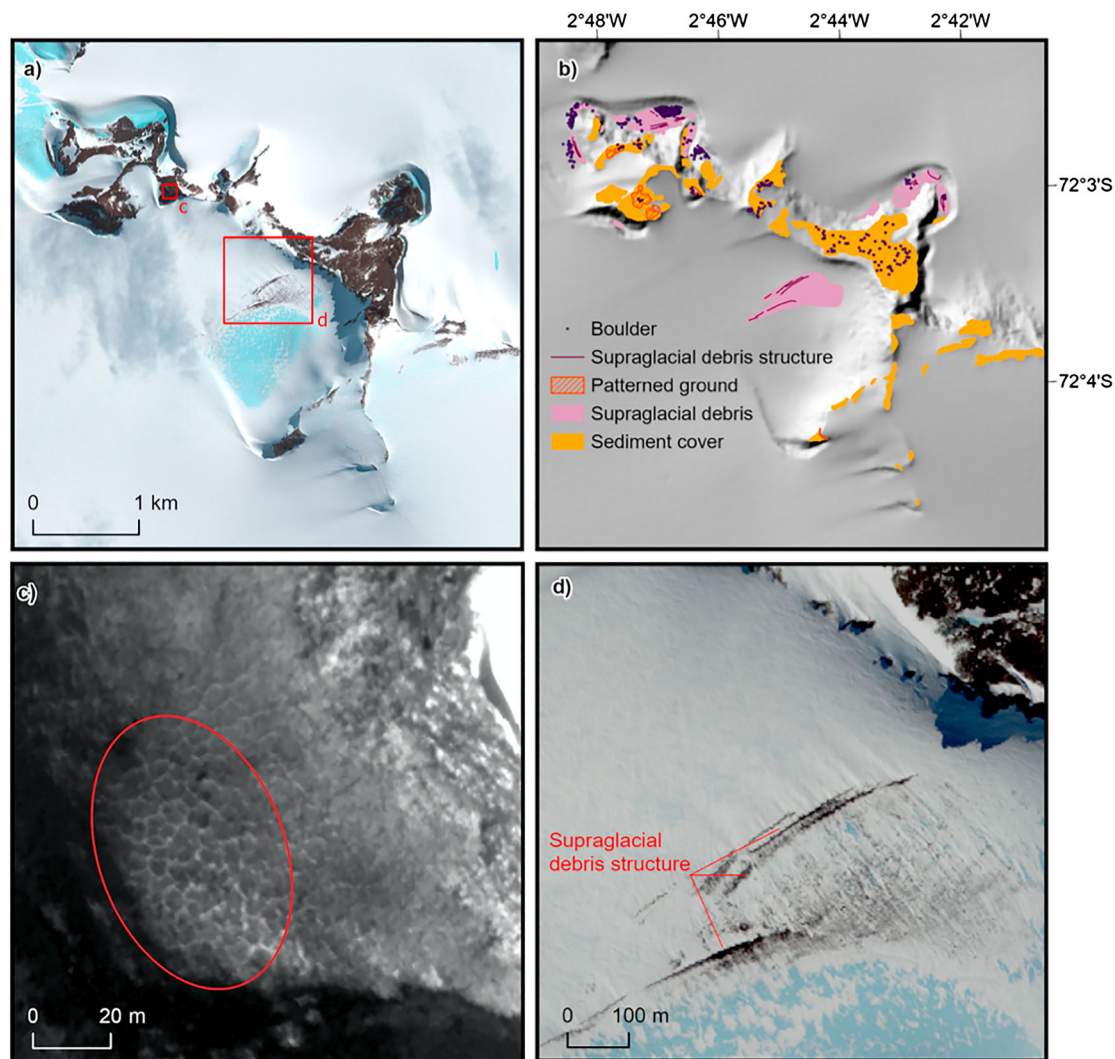 2°48'W 2°46'W 2°44'W 2°42'W
a)
c
d
0 1 km
b)
72°3'S
72°4'S
Boulder
Supraglacial debris structure
Patterned ground
Supraglacial debris
Sediment cover
c)
0 20 m
d)
Supraglacial
debris structure
0 100 m